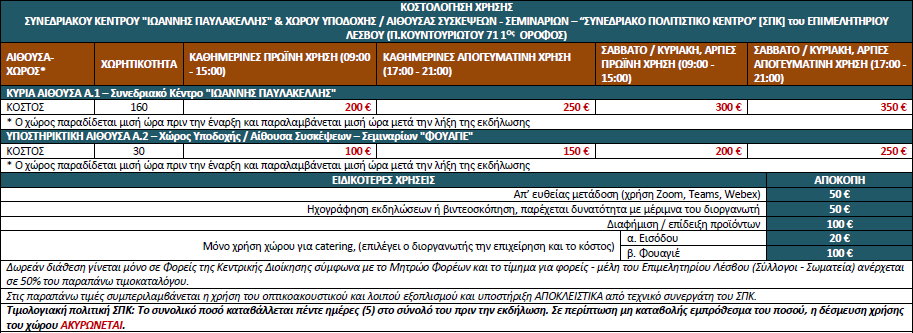 ΚΟΣΤΟΛΟΓΗΣΗ ΧΡΗΣΗΣ
ΣΥΝΕΔΡΙΑΚΟΥ ΚΕΝΤΡΟΥ "ΙΩΑΝΝΗΣ ΠΑΥΛΑΚΕΛΛΗΣ" & ΧΩΡΟΥ ΥΠΟΔΟΧΗΣ / ΑΙΘΟΥΣΑΣ ΣΥΣΚΕΨΕΩΝ - ΣΕΜΙΝΑΡΙΩΝ – "ΣΥΝΕΔΡΙΑΚΟ ΠΟΛΙΤΙΣΤΙΚΟ ΚΕΝΤΡΟ" [ΣΠΚ] του ΕΠΙΜΕΛΗΤΗΡΙΟΥ
ΛΕΣΒΟΥ (Π.ΚΟΥΝΤΟΥΡΙΩΤΟΥ 71 1ος ΟΡΟΦΟΣ)
ΑΙΘΟΥΣΑ- ΧΩΡΟΣ* ΧΩΡΗΤΙΚΟΤΗΤΑ ΚΑΘΗΜΕΡΙΝΕΣ ΠΡΩΪΝΗ ΧΡΗΣΗ (09:00 - 15:00) ΚΑΘΗΜΕΡΙΝΕΣ ΑΠΟΓΕΥΜΑΤΙΝΗ ΧΡΗΣΗ (17:00 - 21:00) ΣΑΒΒΑΤΟ / ΚΥΡΙΑΚΗ, ΑΡΓΙΕΣ ΠΡΩΪΝΗ ΧΡΗΣΗ (09:00 - 15:00) ΣΑΒΒΑΤΟ / ΚΥΡΙΑΚΗ, ΑΡΓΙΕΣ ΑΠΟΓΕΥΜΑΤΙΝΗ ΧΡΗΣΗ (17:00 - 21:00)
ΚΥΡΙΑ ΑΙΘΟΥΣΑ Α.1 – Συνεδριακό Κέντρο "ΙΩΑΝΝΗΣ ΠΑΥΛΑΚΕΛΛΗΣ"
ΚΟΣΤΟΣ 160 200 € 250 € 300 € 350 €
* Ο χώρος παραδίδεται μισή ώρα πριν την έναρξη και παραλαμβάνεται μισή ώρα μετά την λήξη της εκδήλωσης
ΥΠΟΣΤΗΡΙΚΤΙΚΗ ΑΙΘΟΥΣΑ Α.2 – Χώρος Υποδοχής / Αίθουσα Συσκέψεων – Σεμιναρίων "ΦΟΥΑΓΙΕ"
ΚΟΣΤΟΣ 30 100 € 150 € 200 € 250 €
* Ο χώρος παραδίδεται μισή ώρα πριν την έναρξη και παραλαμβάνεται μισή ώρα μετά την λήξη της εκδήλωσης
ΕΙΔΙΚΟΤΕΡΕΣ ΧΡΗΣΕΙΣ ΑΠΟΚΟΠΗ
Απ' ευθείας μετάδοση (χρήση Zoom, Teams, Webex) 50 €
Ηχογράφηση εκδηλώσεων ή βιντεοσκόπηση, παρέχεται δυνατότητα με μέριμνα του διοργανωτή 50 €
Διαφήμιση / επίδειξη προϊόντων 100 €
Μόνο χρήση χώρου για catering, (επιλέγει ο διοργανωτής την επιχείρηση και το κόστος) α. Εισόδου 20 €
β. Φουαγιέ 100 €
Δωρεάν διάθεση γίνεται μόνο σε Φορείς της Κεντρικής Διοίκησης σύμφωνα με το Μητρώο Φορέων και το τίμημα για φορείς - μέλη του Επιμελητηρίου Λέσβου (Σύλλογοι - Σωματεία) ανέρχεται
σε 50% του παραπάνω τιμοκαταλόγου.
Στις παραπάνω τιμές συμπεριλαμβάνεται η χρήση του οπτικοακουστικού και λοιπού εξοπλισμού και υποστήριξη ΑΠΟΚΛΕΙΣΤΙΚΑ από τεχνικό συνεργάτη του ΣΠΚ.
Τιμολογιακή πολιτική ΣΠΚ: Το συνολικό ποσό καταβάλλεται πέντε ημέρες (5) στο σύνολό του πριν την εκδήλωση. Σε περίπτωση μη καταβολής εμπρόθεσμα του ποσού, η δέσμευση χρήσης
του χώρου ΑΚΥΡΩΝΕΤΑΙ.